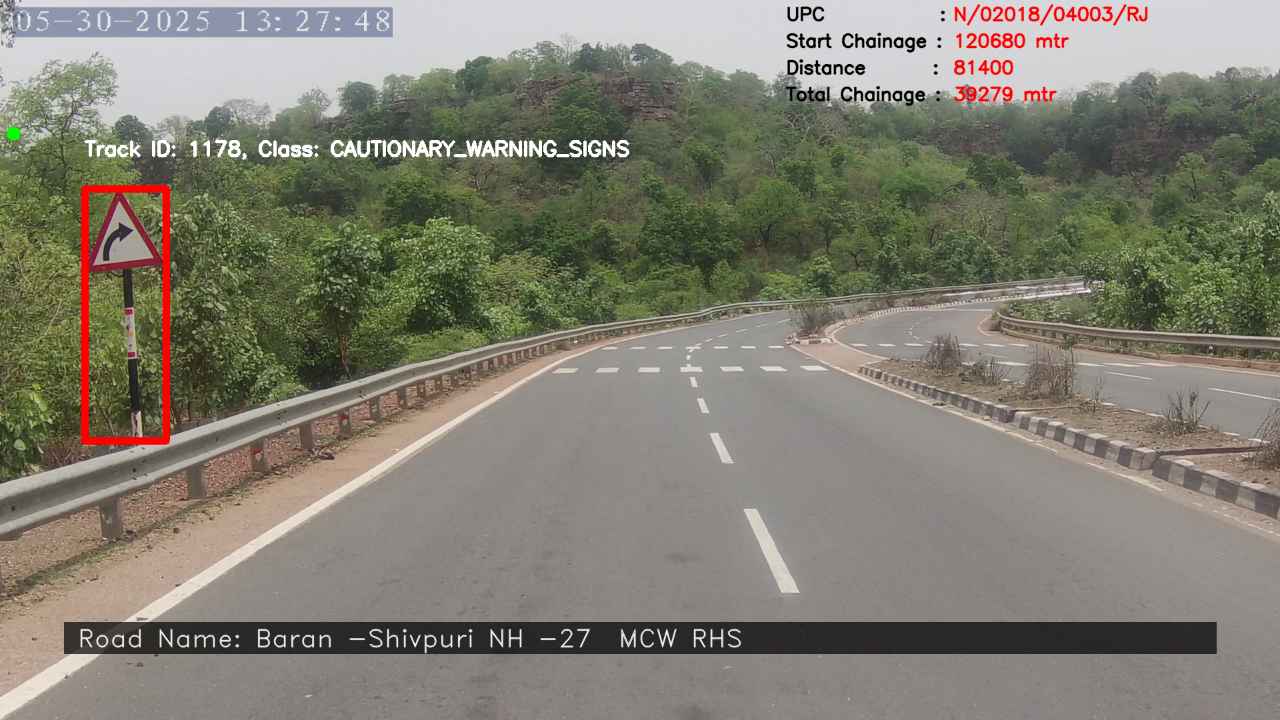 05-30-2025 13:27:48
UPC : N/02018/04003/RJ
Start Chainage : 120680 mtr
Distance : 81400
Total Chainage : 39279 mtr
Track ID: 1178, Class: CAUTIONARY_WARNING_SIGNS
Road Name: Baran -Shivpuri NH -27 MCW RHS